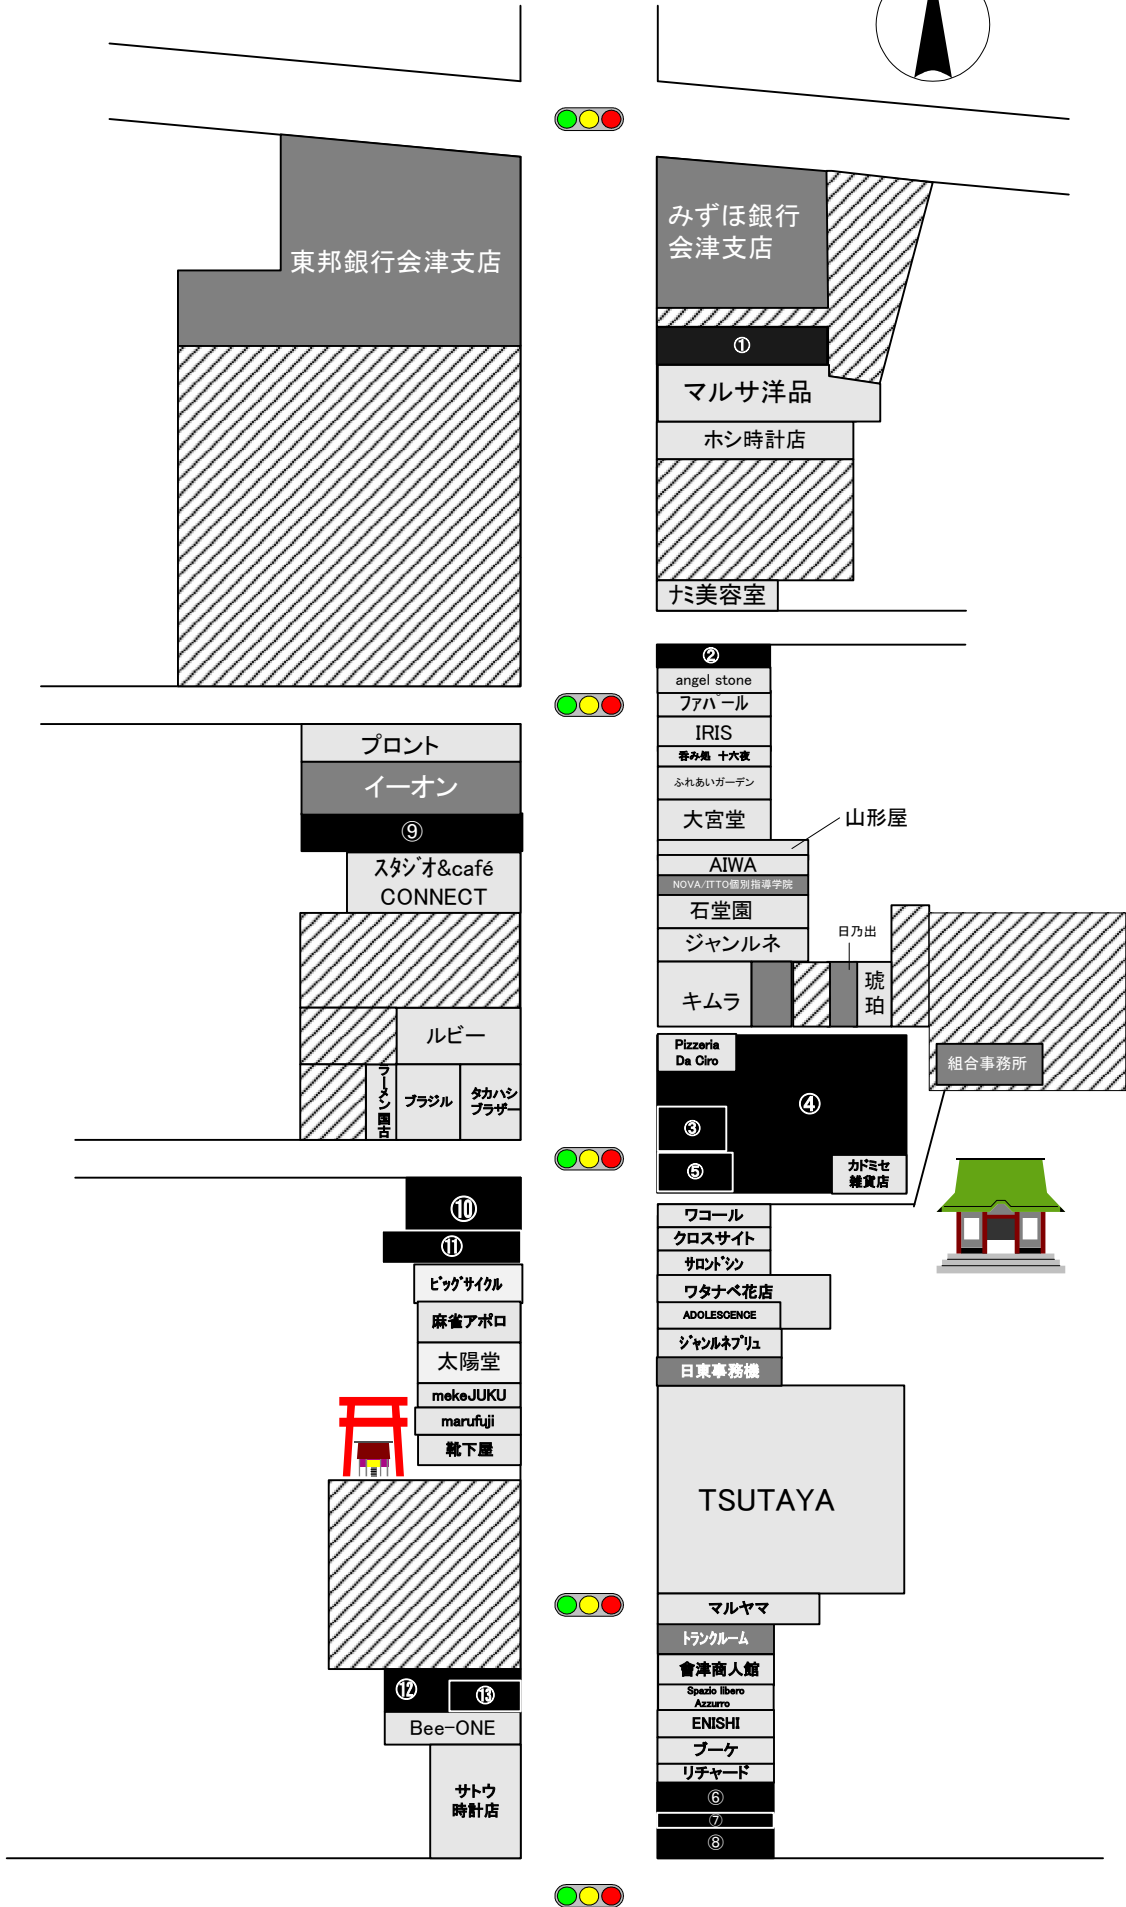 東邦銀行会津支店
みずほ銀行
会津支店
①
マルサ洋品
ホシ時計店
ナミ美容室
②
angel stone
ファバール
IRIS
呑み処 十六夜
ふれあいガーデン
大宮堂
山形屋
AIWA
NOVA/ITTO個別指導学院
石堂園
ジャンルネ
日乃出
キムラ
琥
珀
組合事務所
Pizzeria
Da Ciro
④
③
⑤
カドミセ
雑貨店
プロント
イーオン
⑨
スタジオ&café
CONNECT
ルビー
ラーメン国古
ブラジル
タカハシ
ブラザー
⑩
⑪
ビッグサイクル
麻雀アポロ
太陽堂
mekeJUKU
marufuji
靴下屋
⑫
⑬
Bee-ONE
サトウ
時計店
ワコール
クロスサイト
サロンドシン
ワタナベ花店
ADOLESCENCE
ジャンルネプリュ
日東事務機
TSUTAYA
マルヤマ
トランクルーム
會津商人館
Spazio libero
Azzurro
ENISHI
ブーケ
リチャード
⑥
⑦
⑧